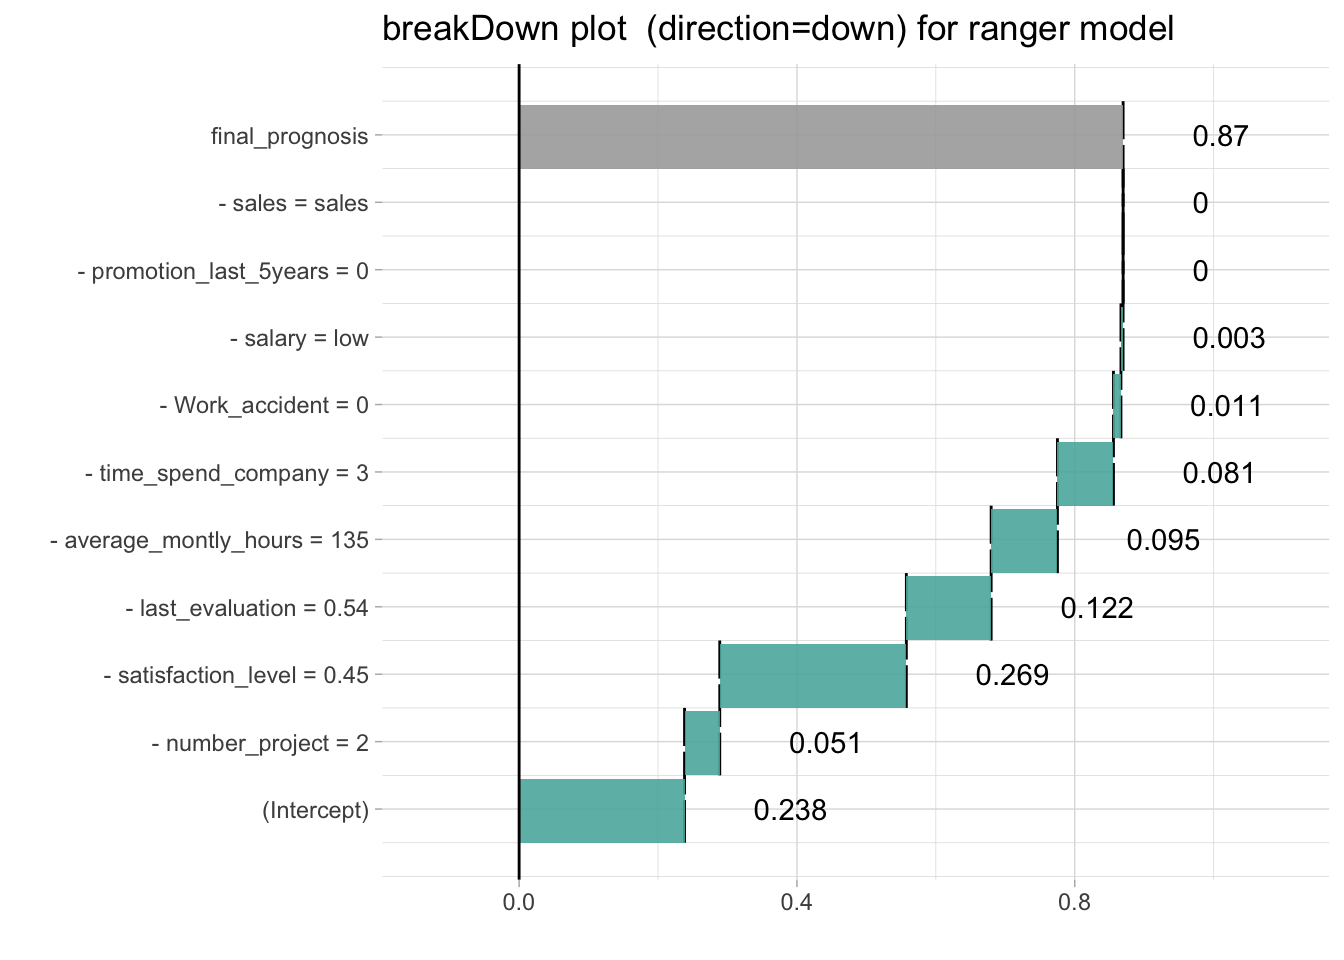 breakDown plot  (direction=down) for ranger model
final_prognosis 0.87
- sales = sales 0
- promotion_last_5years = 0 0
- salary = low 0.003
- Work_accident = 0 0.011
- time_spend_company = 3 0.081
- average_montly_hours = 135 0.095
- last_evaluation = 0.54 0.122
- satisfaction_level = 0.45 0.269
- number_project = 2 0.051
(Intercept) 0.238
0.0 0.4 0.8